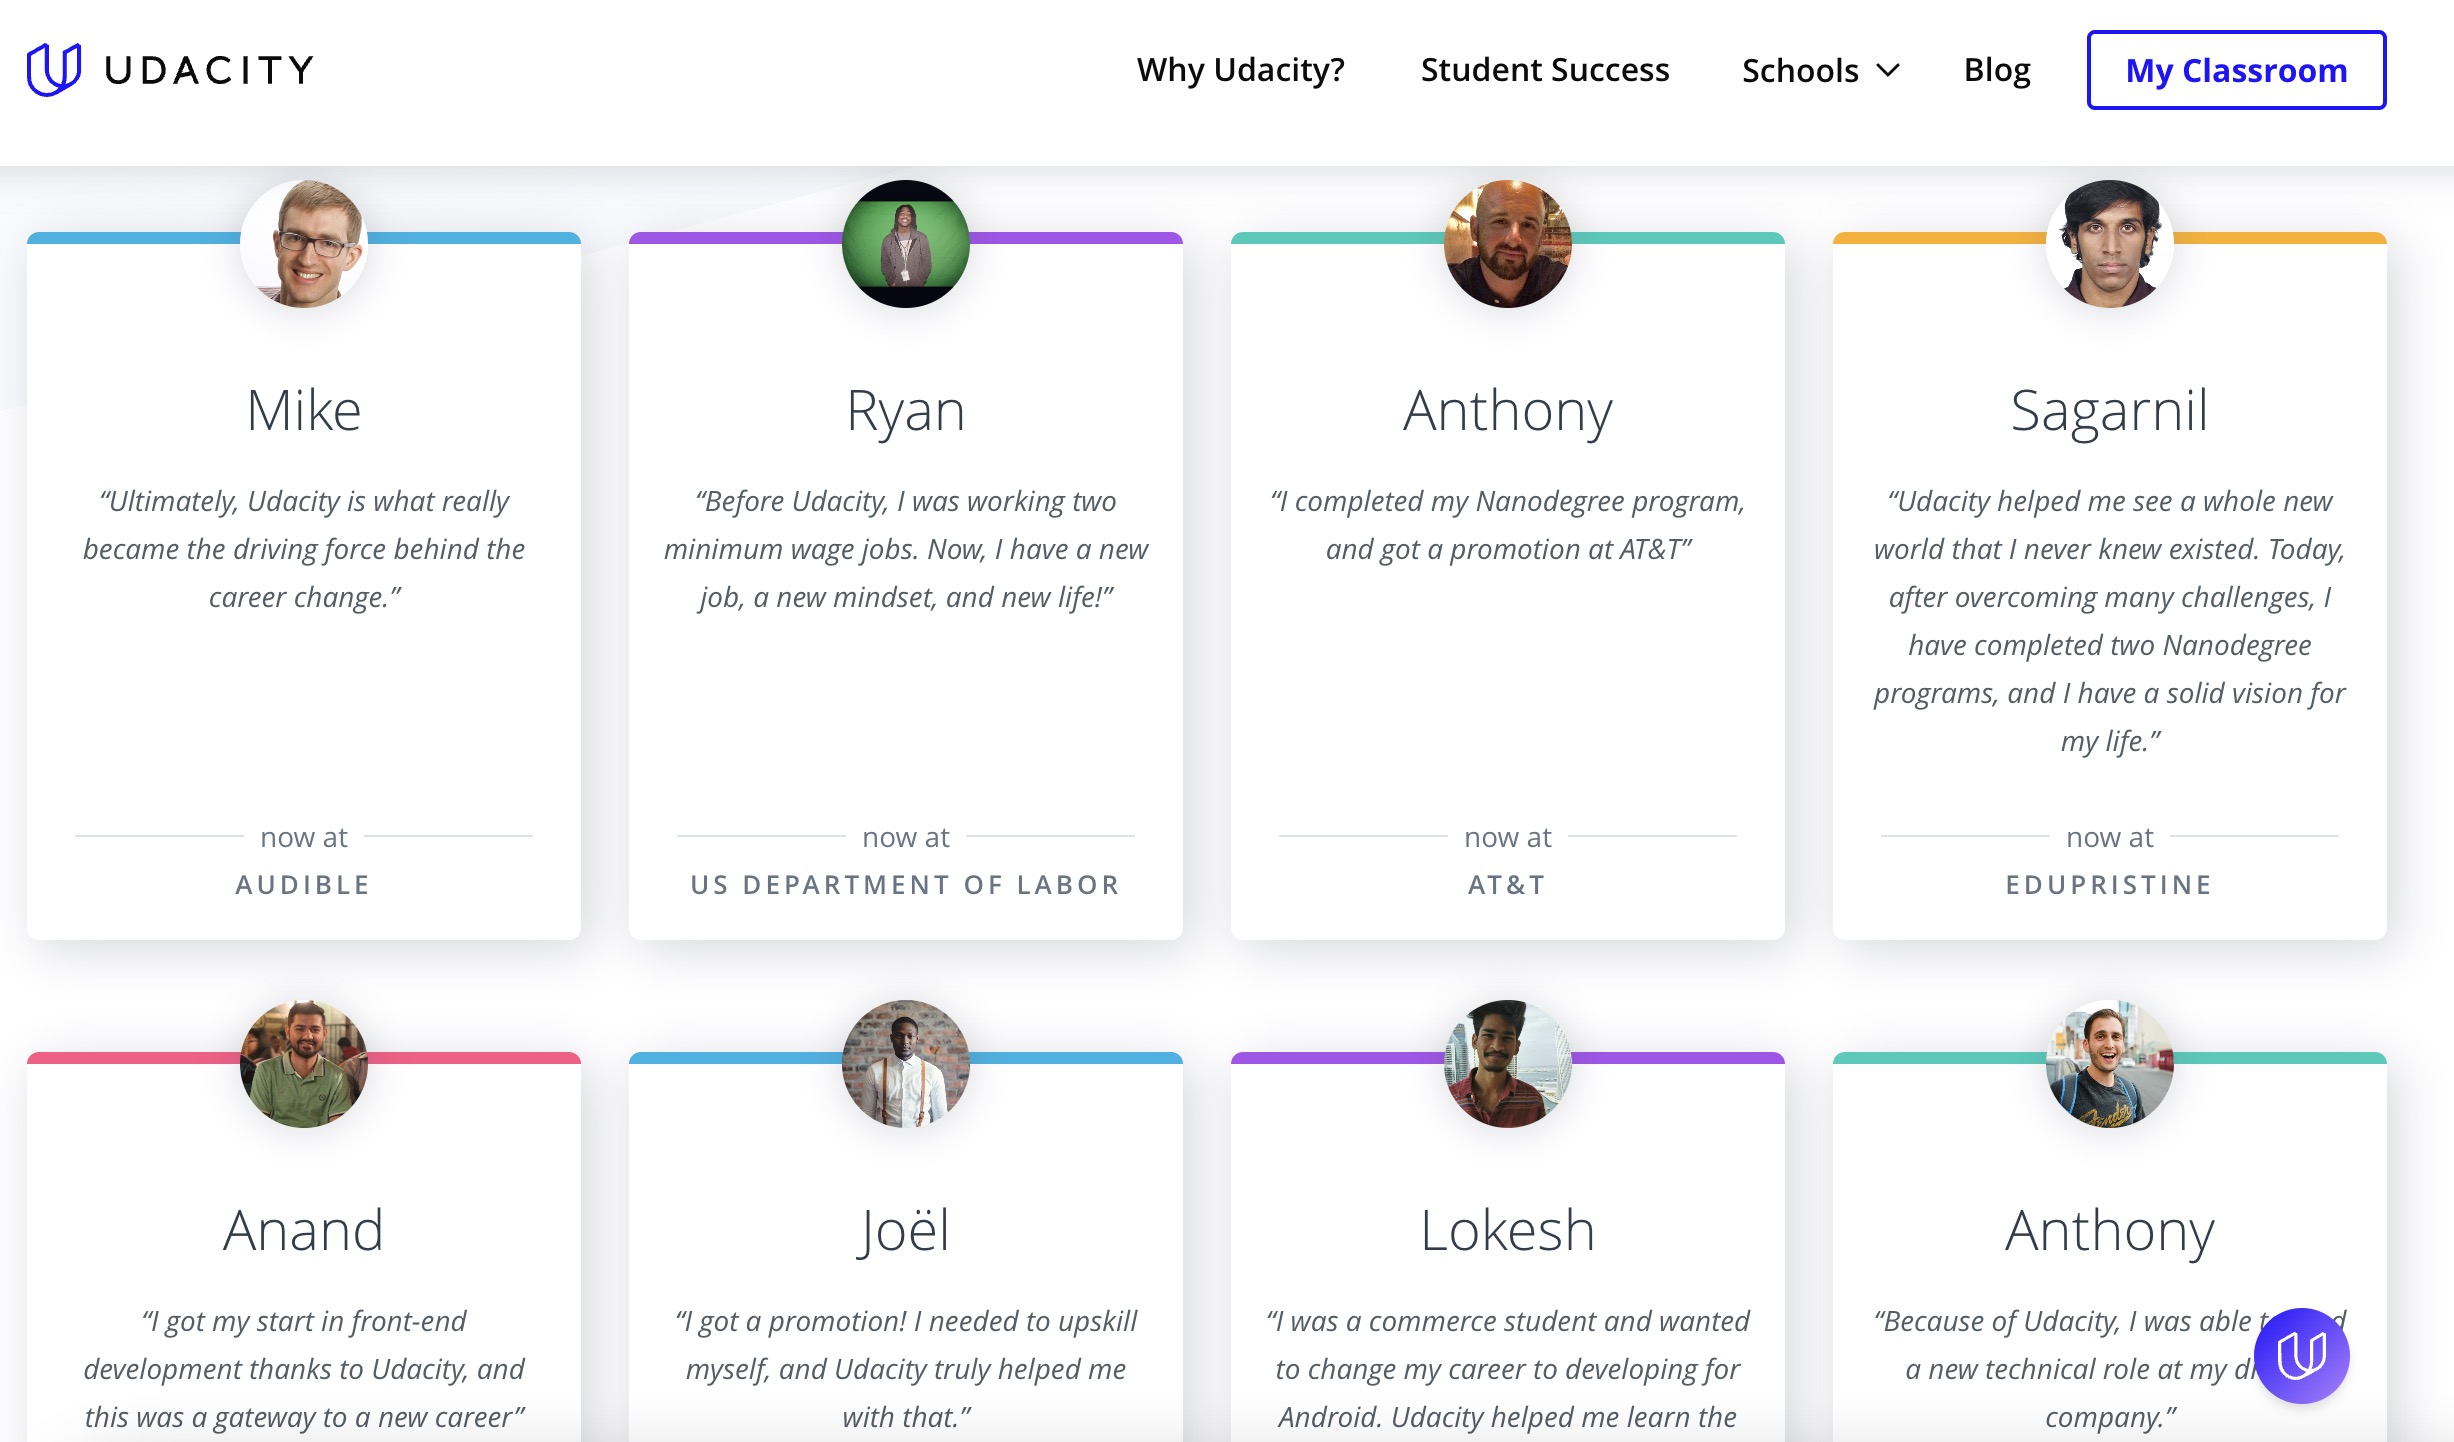 UDACITY
Why Udacity?
Student Success
Schools
Blog
My Classroom
Mike
“Ultimately, Udacity is what really
became the driving force behind the
career change.”
now at
AUDIBLE
Ryan
“Before Udacity, I was working two
minimum wage jobs. Now, I have a new
job, a new mindset, and new life!”
now at
US DEPARTMENT OF LABOR
Anthony
“I completed my Nanodegree program,
and got a promotion at AT&T”
now at
AT&T
Sagarnil
“Udacity helped me see a whole new
world that I never knew existed. Today,
after overcoming many challenges, I
have completed two Nanodegree
programs, and I have a solid vision for
my life.”
now at
EDUPRISTINE
Anand
“I got my start in front-end
development thanks to Udacity, and
this was a gateway to a new career”
Joël
“I got a promotion! I needed to upskill
myself, and Udacity truly helped me
with that.”
Lokesh
“I was a commerce student and wanted
to change my career to developing for
Android. Udacity helped me learn the
Anthony
“Because of Udacity, I was able
a new technical role at my
company.”
Fender